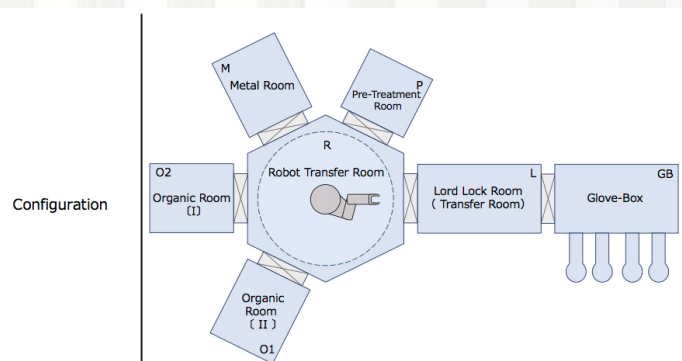 Configuration
M
Metal Room
P
Pre-Treatment
Room
R
Robot Transfer Room
O2
Organic Room
〔I〕
L
Lord Lock Room
( Transfer Room)
GB
Glove-Box
Organic
Room
〔 II 〕
O1